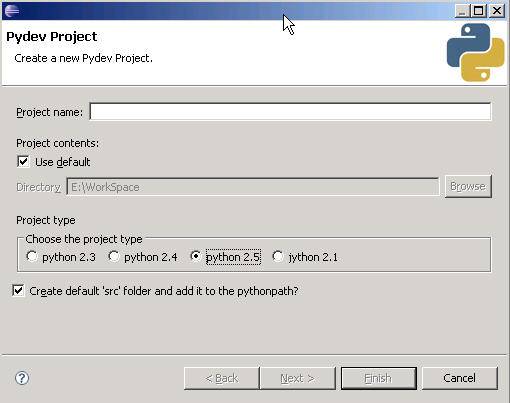 Pydev Project
Create a new Pydev Project.
Project name:
Project contents:
Use default
Directory E:\WorkSpace Browse
Project type
Choose the project type
python 2.3 python 2.4 python 2.5 jython 2.1
Create default 'src' folder and add it to the pythonpath?
? < Back Next > Finish Cancel